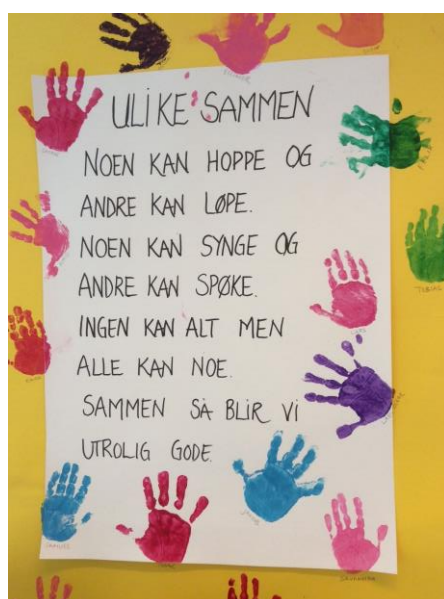 ULIKE SAMMEN
NOEN KAN HOPPE OG
ANDRE KAN LØPE.
NOEN KAN SYNGE OG
ANDRE KAN SPØKE.
INGEN KAN ALT MEN
ALLE KAN NOE.
SAMMEN SÅ BLIR VI
UTROLIG GODE.
TOBIAS